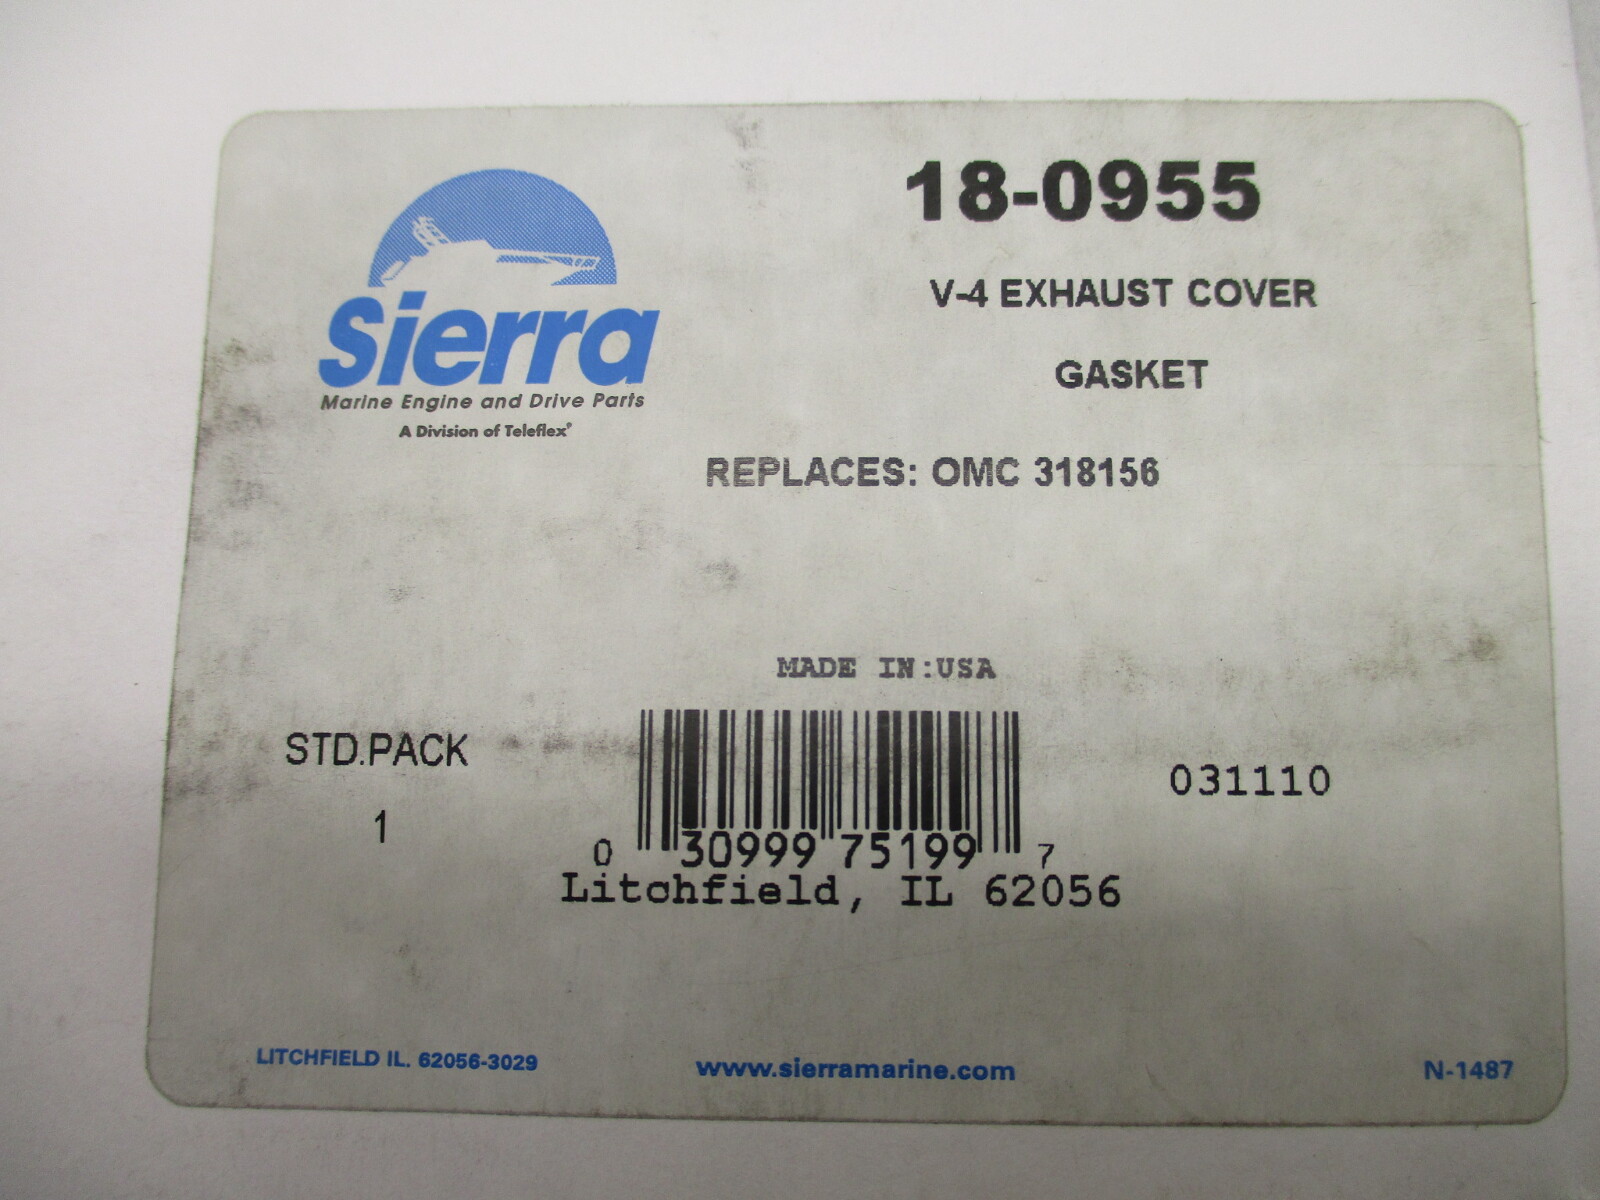 18-0955
Sierra
Marine Engine and Drive Parts
A Division of Teleflex®
V-4 EXHAUST COVER
GASKET
REPLACES: OMC 318156
MADE IN:USA
STD.PACK
1
031110
0 30999 75199 7
Litchfield, IL 62056
LITCHFIELD IL. 62056-3029
www.sierramarine.com
N-1487